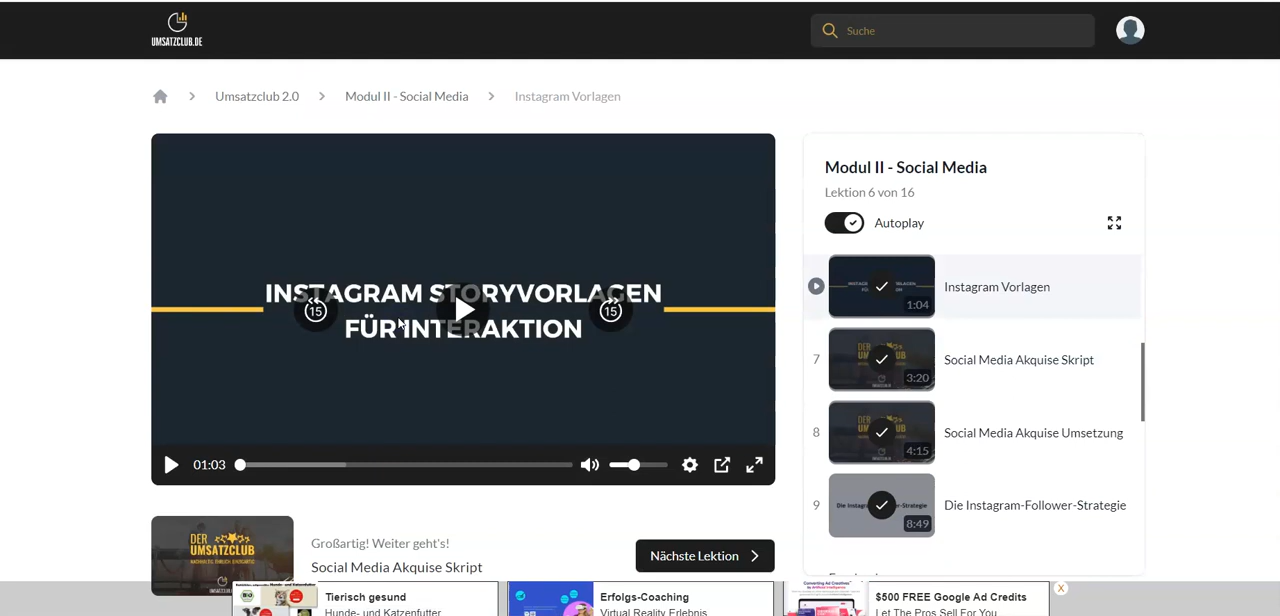 UMSATZCLUB.DE
Suche
Umsatzclub 2.0 > Modul II - Social Media > Instagram Vorlagen
INSTAGRAM STORYVORLAGEN
FÜR INTERAKTION
15
15
01:03
Großartig! Weiter geht's!
Social Media Akquise Skript
Nächste Lektion
DER
UMSATZCLUB
Modul II - Social Media
Lektion 6 von 16
Autoplay
Instagram Vorlagen
1:04
7
Social Media Akquise Skript
3:20
8
Social Media Akquise Umsetzung
4:15
9
Die Instagram-Follower-Strategie
8:49
Tierisch gesund
Hunde- und Katzenfutter
Erfolgs-Coaching
Virtual Reality Erlebnis
$500 FREE Google Ad Credits
Let The Pros Sell For You
X